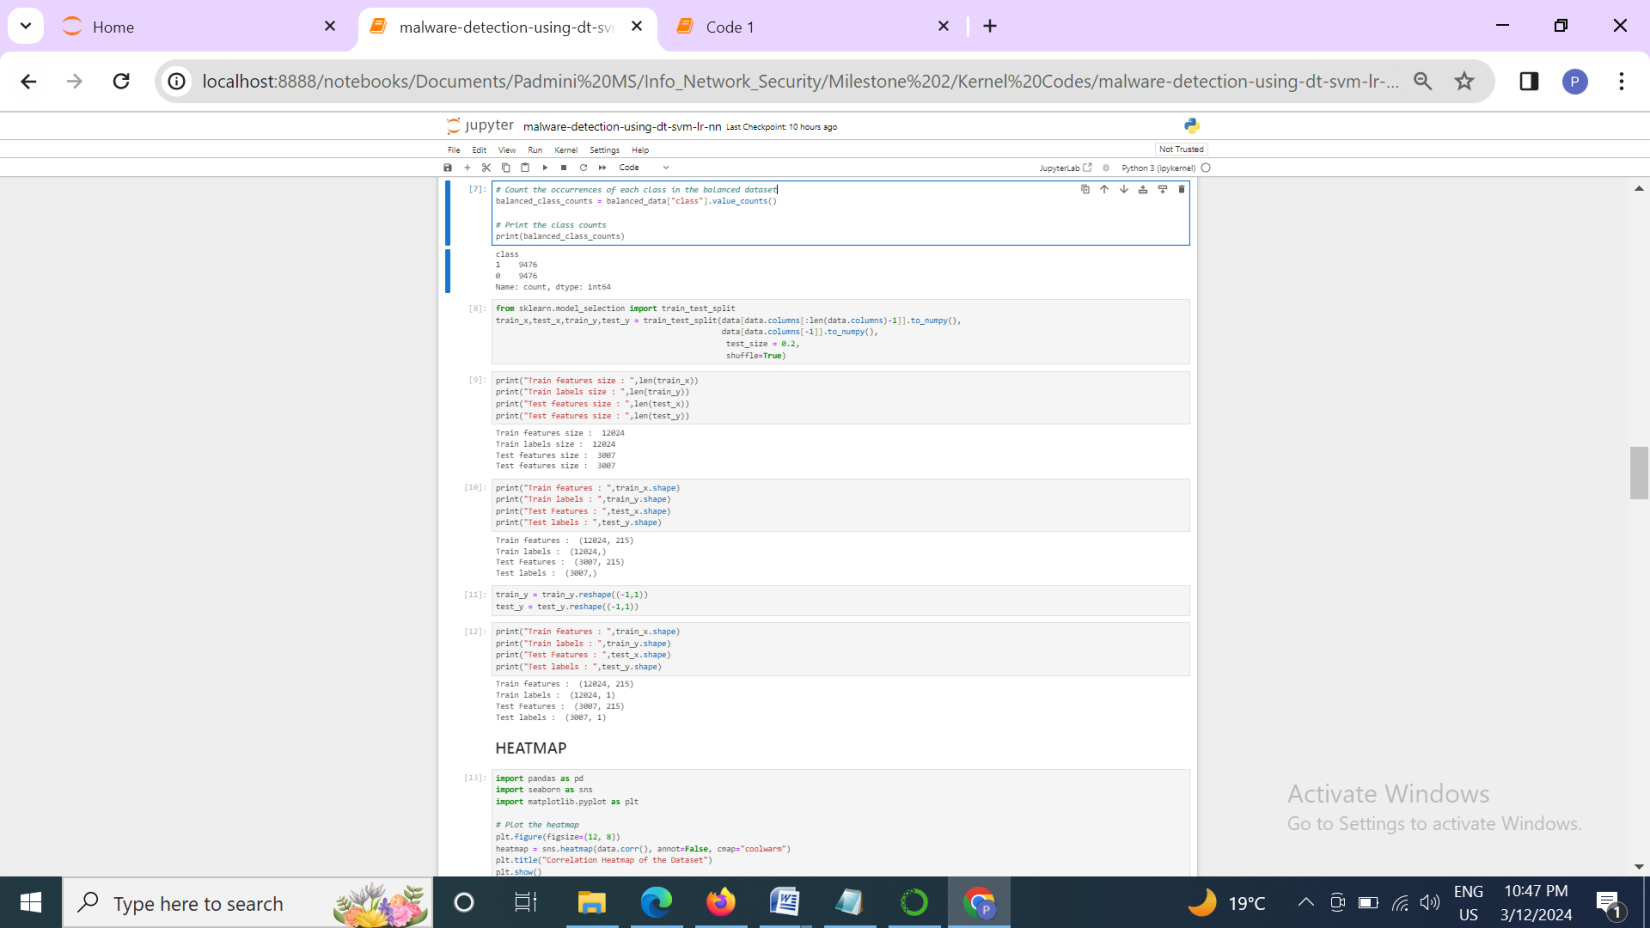 Home
malware-detection-using-dt-sv
Code 1
localhost:8888/notebooks/Documents/Padmini%20MS/Info_Network_Security/Milestone%202/Kernel%20Codes/malware-detection-using-dt-svm-lr-...
P
jupyter malware-detection-using-dt-svm-lr-nn Last Checkpoint: 10 hours ago
File Edit View Run Kernel Settings Help
Not Trusted
Code
JupyterLab
Python 3 (ipykernel)
[7]: # Count the occurrences of each class in the balanced dataset
balanced_class_counts = balanced_data["class"].value_counts()
# Print the class counts
print(balanced_class_counts)
class
1 9476
0 9476
Name: count, dtype: int64
[8]: from sklearn.model_selection import train_test_split
train_x,test_x,train_y,test_y = train_test_split(data[data.columns[:len(data.columns)-1]].to_numpy(),
data[data.columns[-1]].to_numpy(),
test_size = 0.2,
shuffle=True)
[9]: print("Train features size : ",len(train_x))
print("Train labels size : ",len(train_y))
print("Test features size : ",len(test_x))
print("Test features size : ",len(test_y))
Train features size : 12024
Train labels size : 12024
Test features size : 3007
Test features size : 3007
[10]: print("Train features : ",train_x.shape)
print("Train labels : ",train_y.shape)
print("Test Features : ",test_x.shape)
print("Test labels : ",test_y.shape)
Train features : (12024, 215)
Train labels : (12024,)
Test Features : (3007, 215)
Test labels : (3007,)
[11]: train_y = train_y.reshape((-1,1))
test_y = test_y.reshape((-1,1))
[12]: print("Train features : ",train_x.shape)
print("Train labels : ",train_y.shape)
print("Test Features : ",test_x.shape)
print("Test labels : ",test_y.shape)
Train features : (12024, 215)
Train labels : (12024, 1)
Test Features : (3007, 215)
Test labels : (3007, 1)
HEATMAP
[13]: import pandas as pd
import seaborn as sns
import matplotlib.pyplot as plt
# Plot the heatmap
plt.figure(figsize=(12, 8))
heatmap = sns.heatmap(data.corr(), annot=False, cmap="coolwarm")
plt.title("Correlation Heatmap of the Dataset")
plt.show()
Activate Windows
Go to Settings to activate Windows.
Type here to search
W
P
19°C
ENG
US
10:47 PM
3/12/2024
1